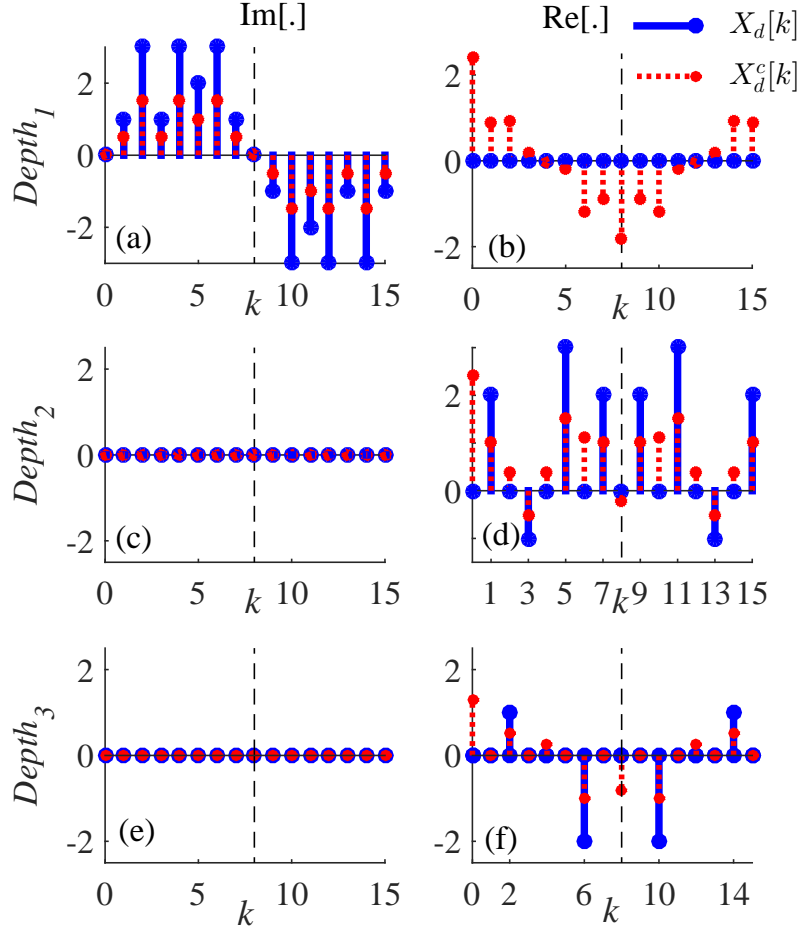 Im[.]
Re[.]
X_d[k]
X_d^c[k]
Depth_1
2
0
-2
(a)
0 5 k 10 15
2
0
-2
(b)
0 5 k 10 15
Depth_2
2
0
-2
(c)
0 5 k 10 15
2
0
(d)
1 3 5 7 k 9 11 13 15
Depth_3
2
0
-2
(e)
0 5 k 10 15
2
0
-2
(f)
0 2 6 k 10 14